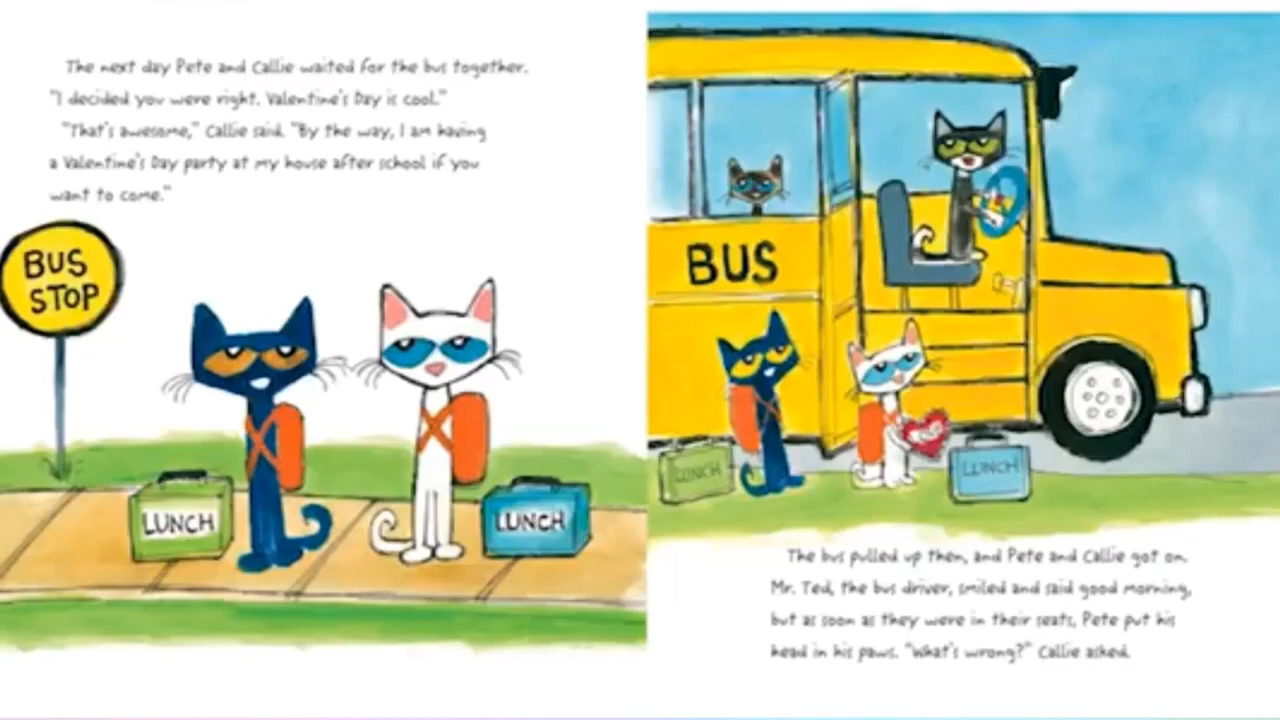 The next day Pete and Callie waited for the bus together.
"I decided you were right. Valentine's Day is cool."
"That's awesome," Callie said. "By the way, I am having
a Valentine's Day party at my house after school if you
want to come."
BUS
STOP
LUNCH
LUNCH
BUS
LUNCH
LUNCH
The bus pulled up then, and Pete and Callie got on.
Mr. Ted, the bus driver, smiled and said good morning,
but as soon as they were in their seats, Pete put his
head in his paws. "What's wrong?" Callie asked.